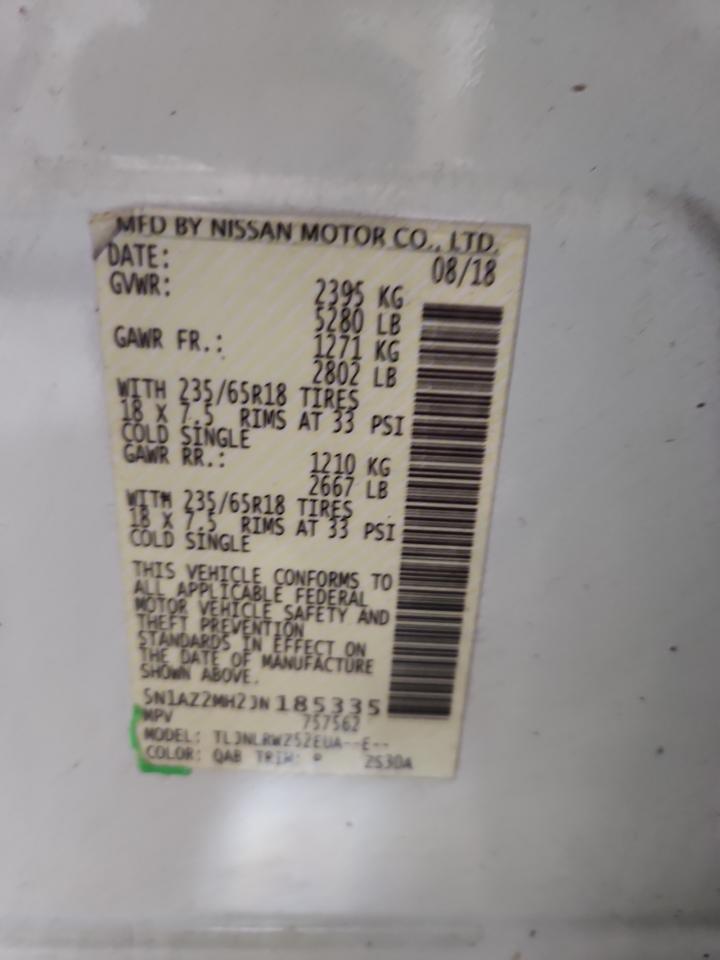 MFD BY NISSAN MOTOR CO., LTD.
DATE: 08/18
GVWR: 2395 KG
5280 LB
GAWR FR.: 1271 KG
2802 LB
WITH 235/65R18 TIRES
18 X 7.5 RIMS AT 33 PSI
COLD SINGLE
GAWR RR.: 1210 KG
2667 LB
WITH 235/65R18 TIRES
18 X 7.5 RIMS AT 33 PSI
COLD SINGLE
THIS VEHICLE CONFORMS TO
ALL APPLICABLE FEDERAL
MOTOR VEHICLE SAFETY AND
THEFT PREVENTION
STANDARDS IN EFFECT ON
THE DATE OF MANUFACTURE
SHOWN ABOVE.
5N1AZ2MH2JN185335
MPV 757562
MODEL: TLJNLRWZ52EUA--E--
COLOR: QAB TRIM: P 2S30A